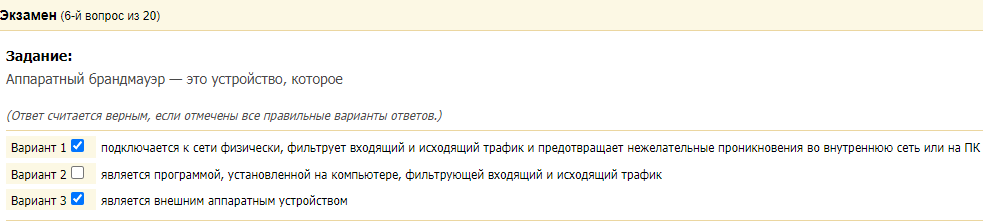 Экзамен (6-й вопрос из 20)
Задание:
Аппаратный брандмауэр — это устройство, которое
(Ответ считается верным, если отмечены все правильные варианты ответов.)
Вариант 1 подключается к сети физически, фильтрует входящий и исходящий трафик и предотвращает нежелательные проникновения во внутреннюю сеть или на ПК
Вариант 2 является программой, установленной на компьютере, фильтрующей входящий и исходящий трафик
Вариант 3 является внешним аппаратным устройством